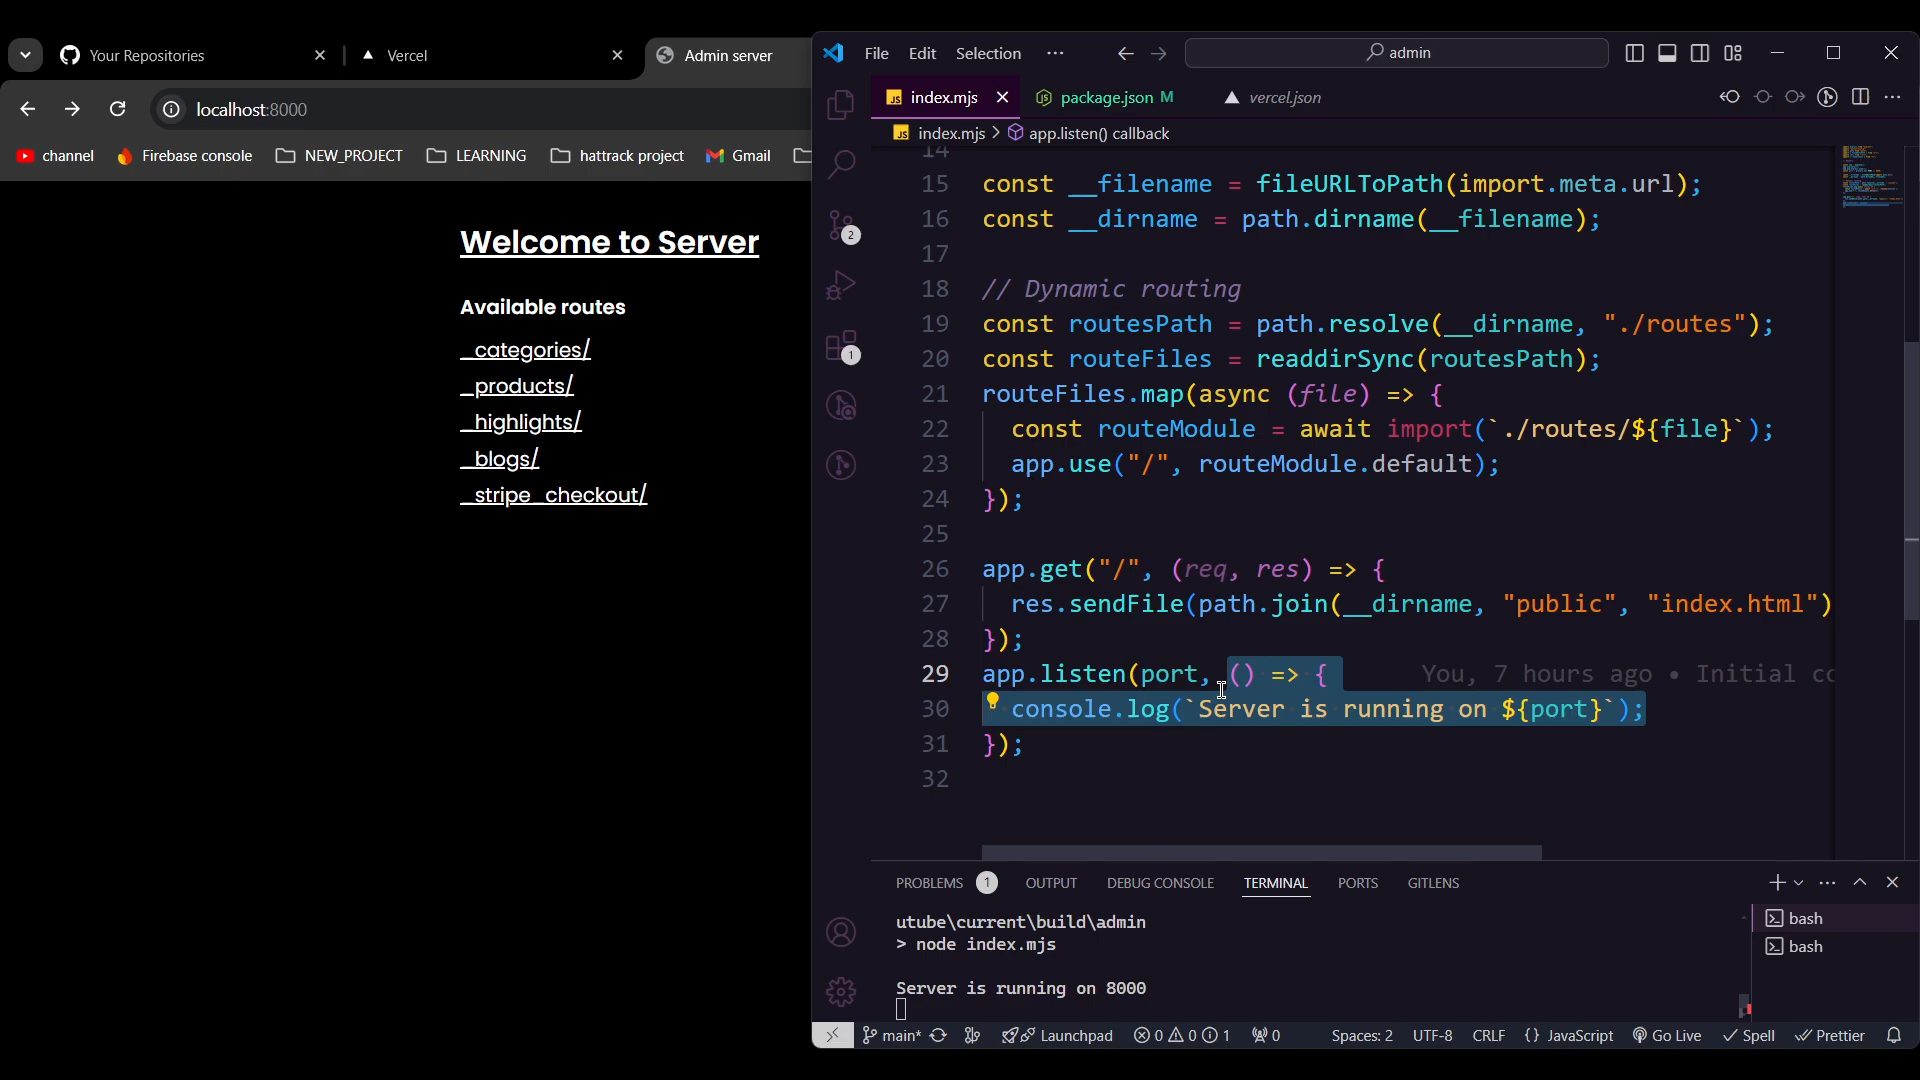 Your Repositories
Vercel
Admin server
localhost:8000
channel
Firebase console
NEW_PROJECT
LEARNING
hattrack project
Gmail
Welcome to Server
Available routes
_categories/
_products/
_highlights/
_blogs/
_stripe_checkout/
File Edit Selection ···
admin
index.mjs
package.json M
vercel.json
index.mjs > app.listen() callback
2
1
14
15 const __filename = fileURLToPath(import.meta.url);
16 const __dirname = path.dirname(__filename);
17
18 // Dynamic routing
19 const routesPath = path.resolve(__dirname, "./routes");
20 const routeFiles = readdirSync(routesPath);
21 routeFiles.map(async (file) => {
22 const routeModule = await import(`./routes/${file}`);
23 app.use("/", routeModule.default);
24 });
25
26 app.get("/", (req, res) => {
27 res.sendFile(path.join(__dirname, "public", "index.html")
28 });
29 app.listen(port, () => { You, 7 hours ago • Initial co
30 console.log(`Server is running on ${port}`);
31 });
32
PROBLEMS 1 OUTPUT DEBUG CONSOLE TERMINAL PORTS GITLENS
utube\current\build\admin
> node index.mjs
Server is running on 8000
bash
bash
main* Launchpad 0 0 1 0 Spaces: 2 UTF-8 CRLF {} JavaScript Go Live Spell Prettier